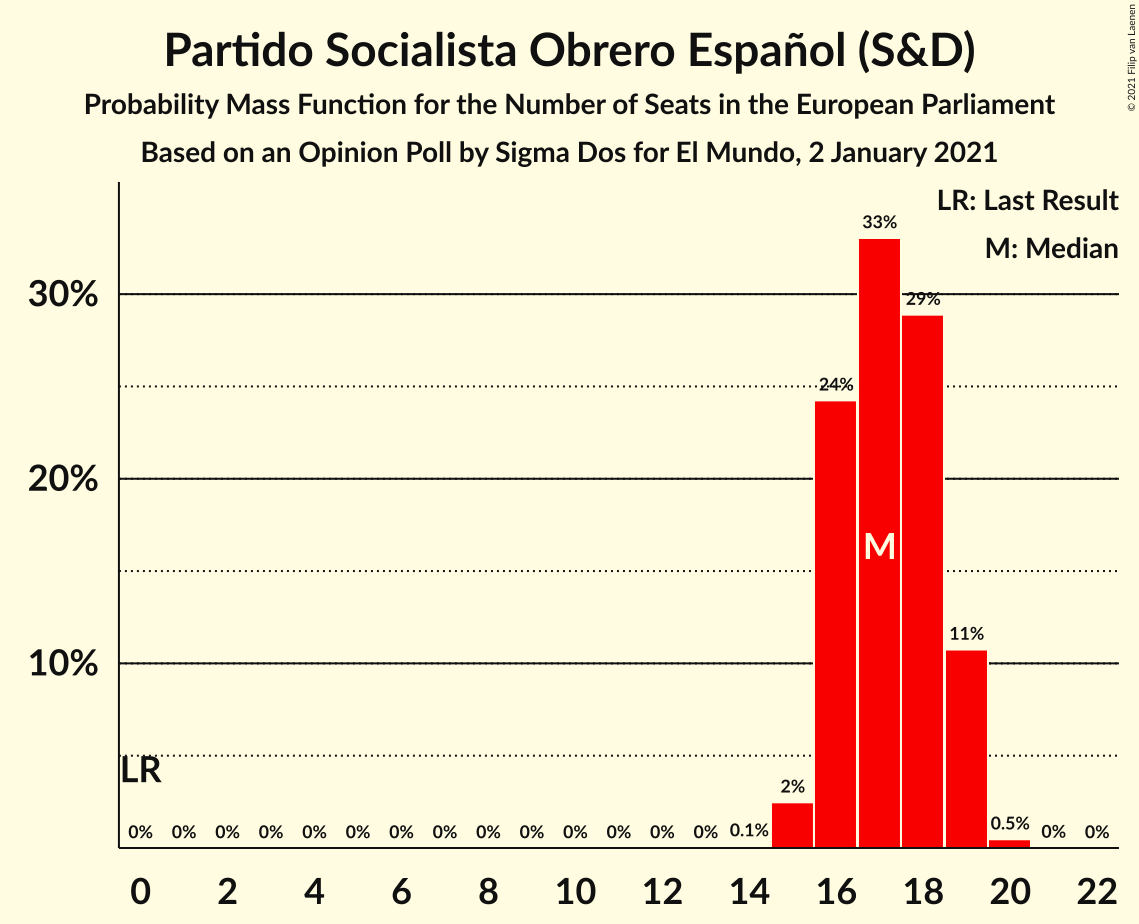 Partido Socialista Obrero Español (S&D)
Probability Mass Function for the Number of Seats in the European Parliament
Based on an Opinion Poll by Sigma Dos for El Mundo, 2 January 2021
© 2021 Filip van Laenen
LR: Last Result
M: Median
30%
20%
10%
33%
29%
24%
M
11%
LR
2%
0% 0% 0% 0% 0% 0% 0% 0% 0% 0% 0% 0% 0% 0% 0.1% 0.5% 0% 0%
0 2 4 6 8 10 12 14 16 18 20 22